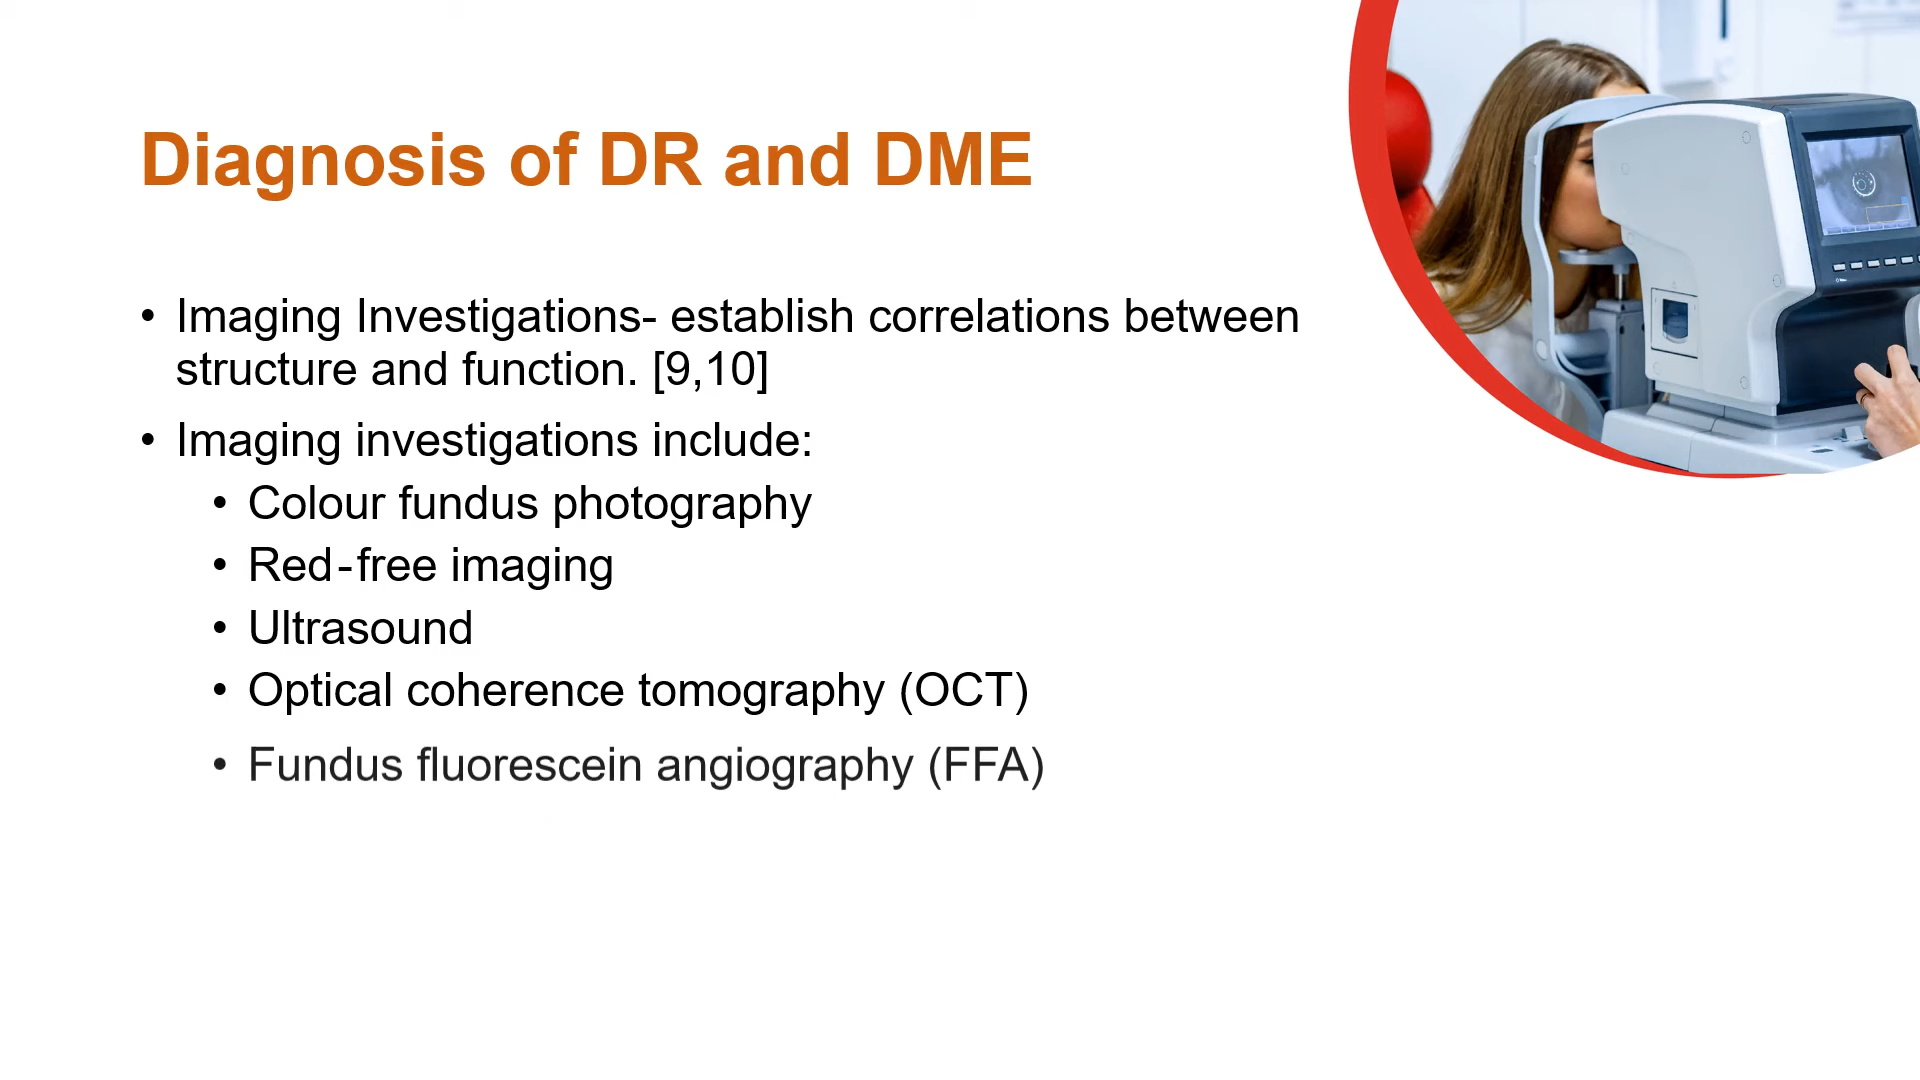 Diagnosis of DR and DME
• Imaging Investigations- establish correlations between
structure and function. [9,10]
• Imaging investigations include:
• Colour fundus photography
• Red-free imaging
• Ultrasound
• Optical coherence tomography (OCT)
• Fundus fluorescein angiography (FFA)